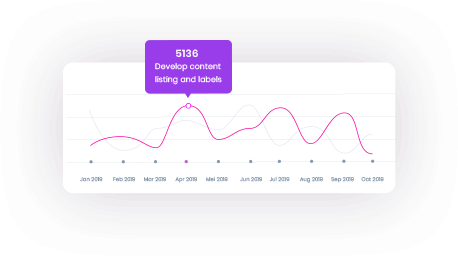 5136
Develop content
listing and labels
Jan 2019 Feb 2019 Mar 2019 Apr 2019 Mei 2019 Jun 2019 Jul 2019 Aug 2019 Sep 2019 Oct 2019